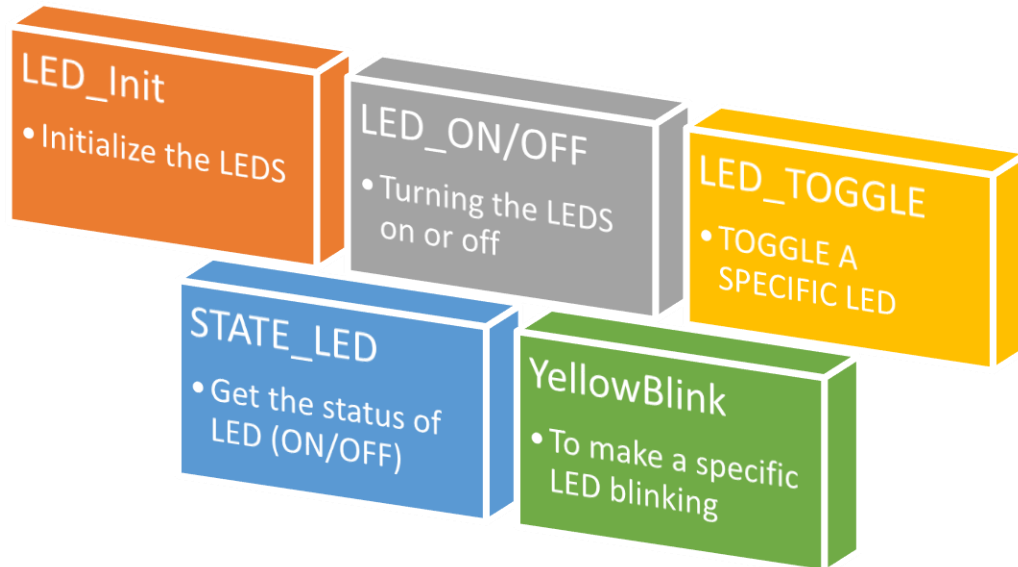 LED_Init
• Initialize the LEDS
LED_ON/OFF
• Turning the LEDS
on or off
LED_TOGGLE
• TOGGLE A
SPECIFIC LED
STATE_LED
• Get the status of
LED (ON/OFF)
YellowBlink
• To make a specific
LED blinking